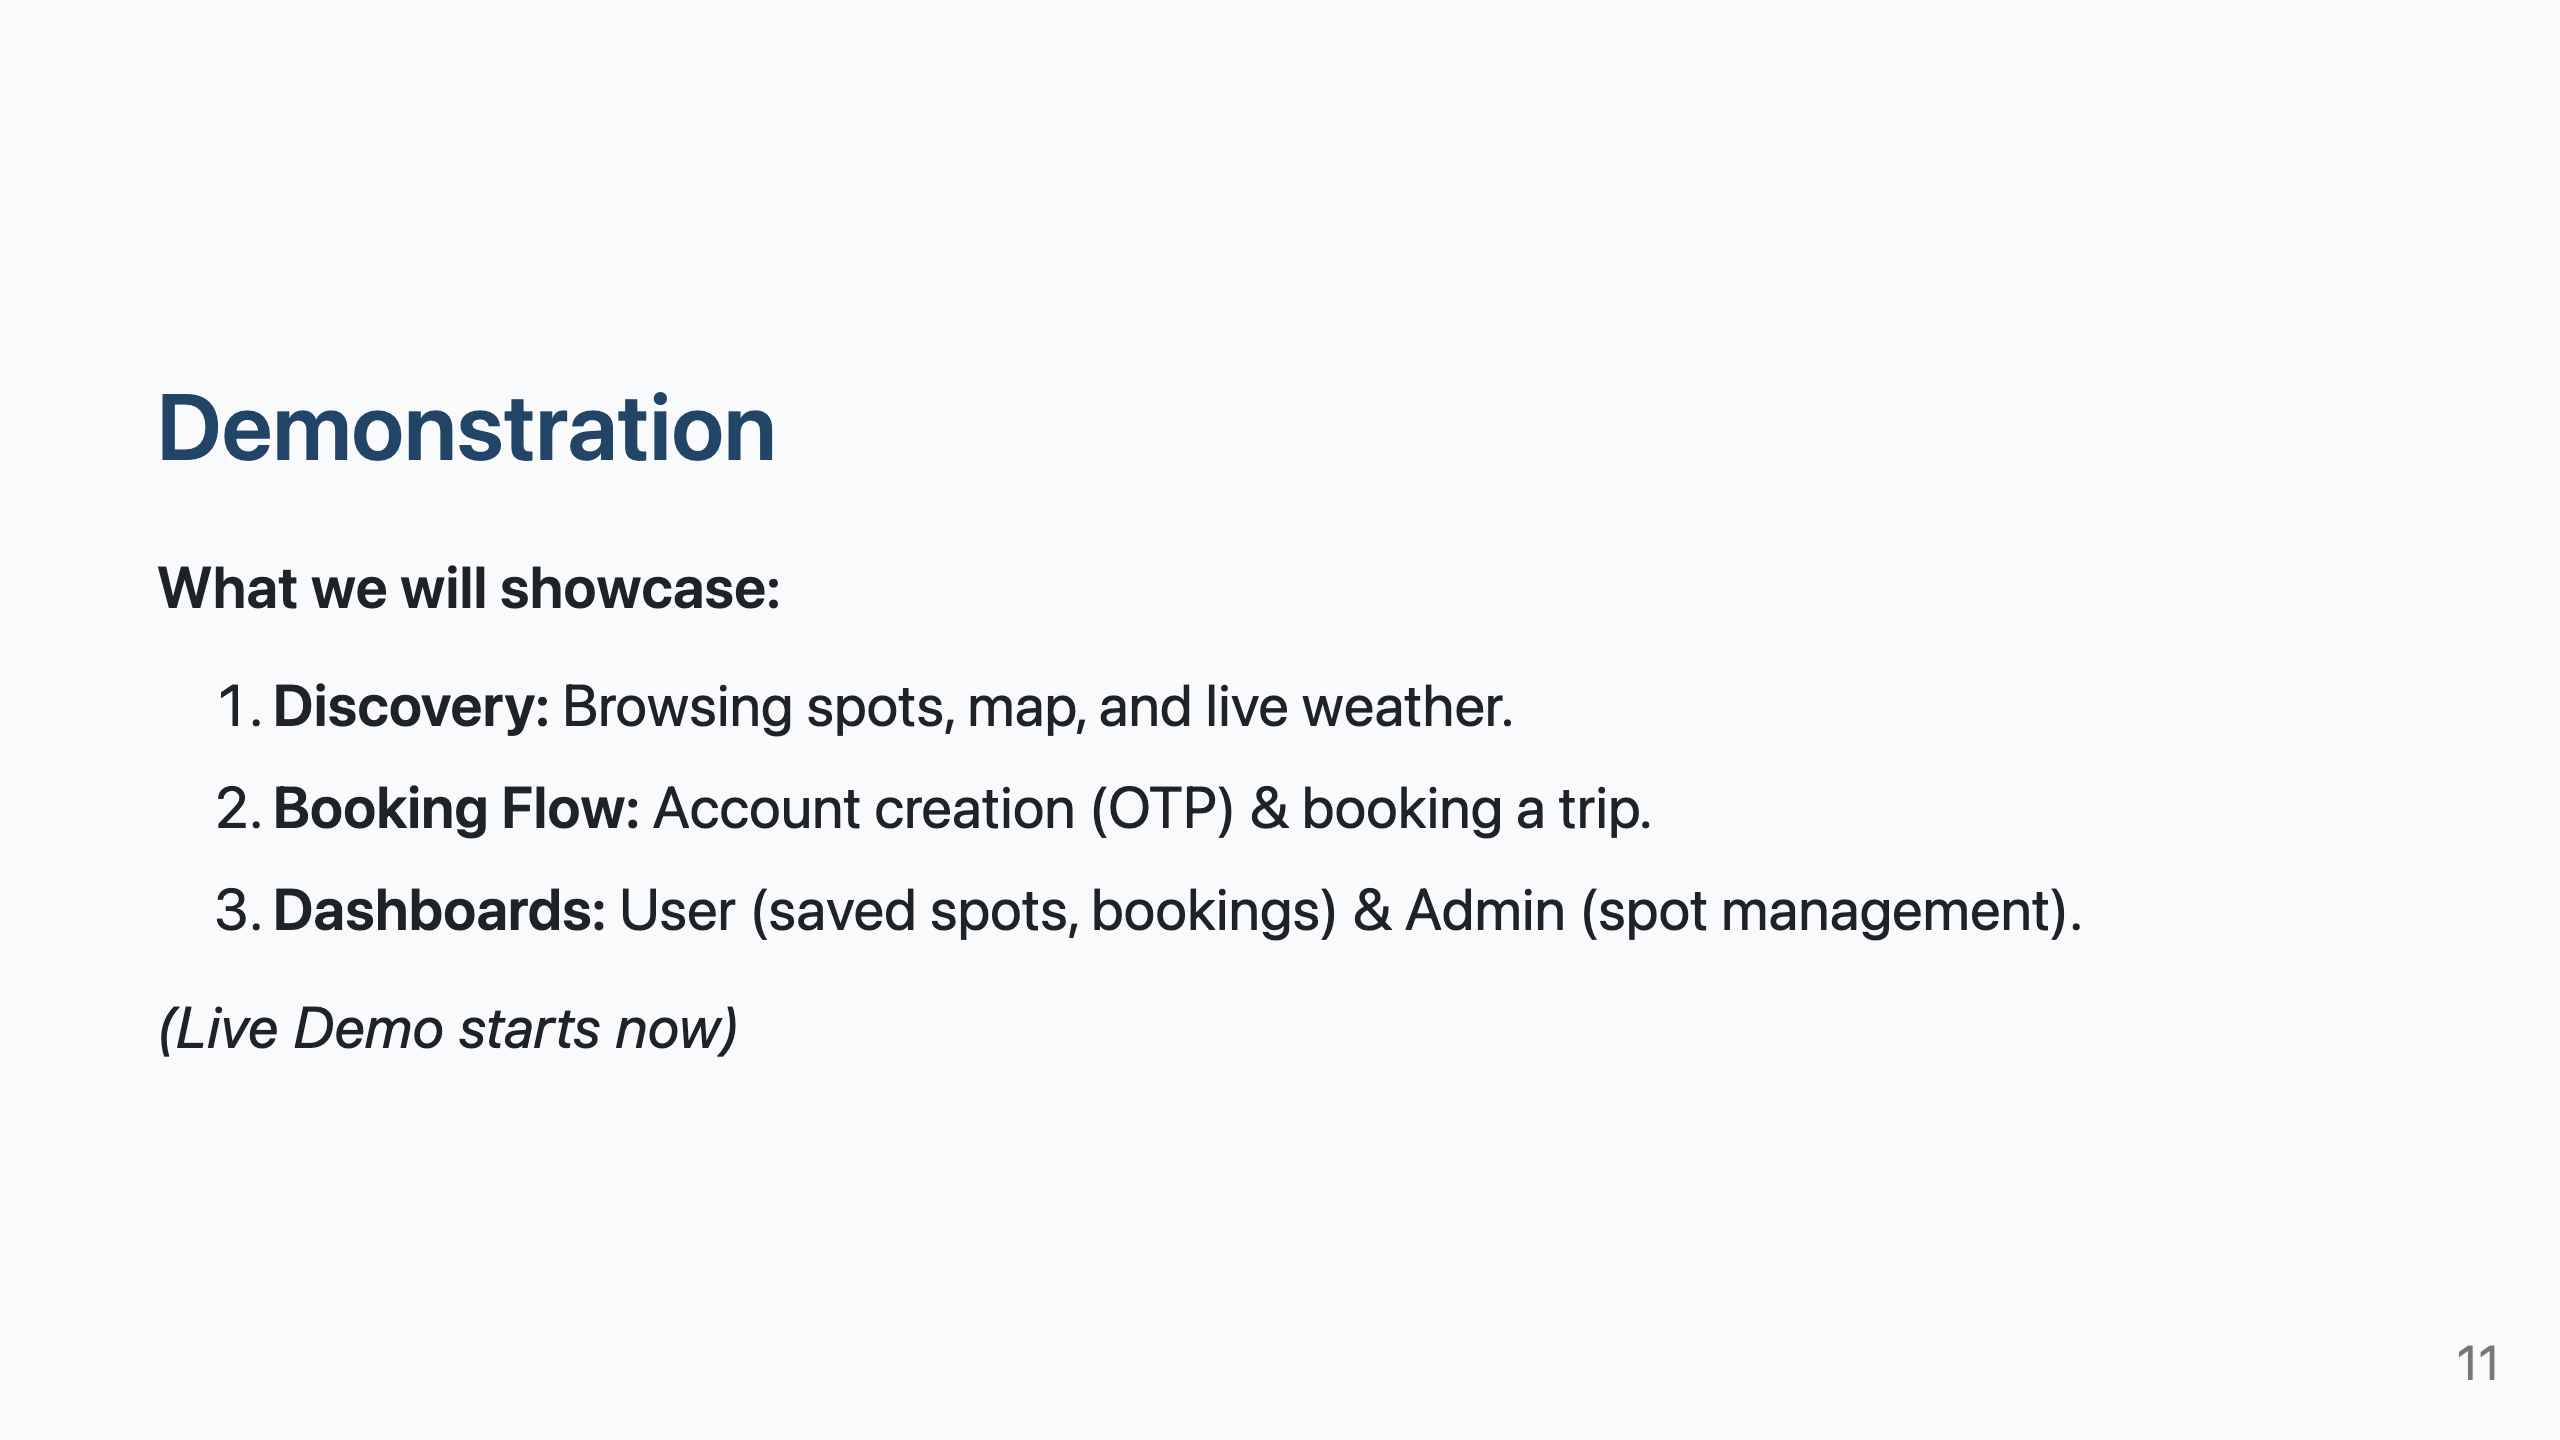 Demonstration
What we will showcase:
1. Discovery: Browsing spots, map, and live weather.
2. Booking Flow: Account creation (OTP) & booking a trip.
3. Dashboards: User (saved spots, bookings) & Admin (spot management).
(Live Demo starts now)
11